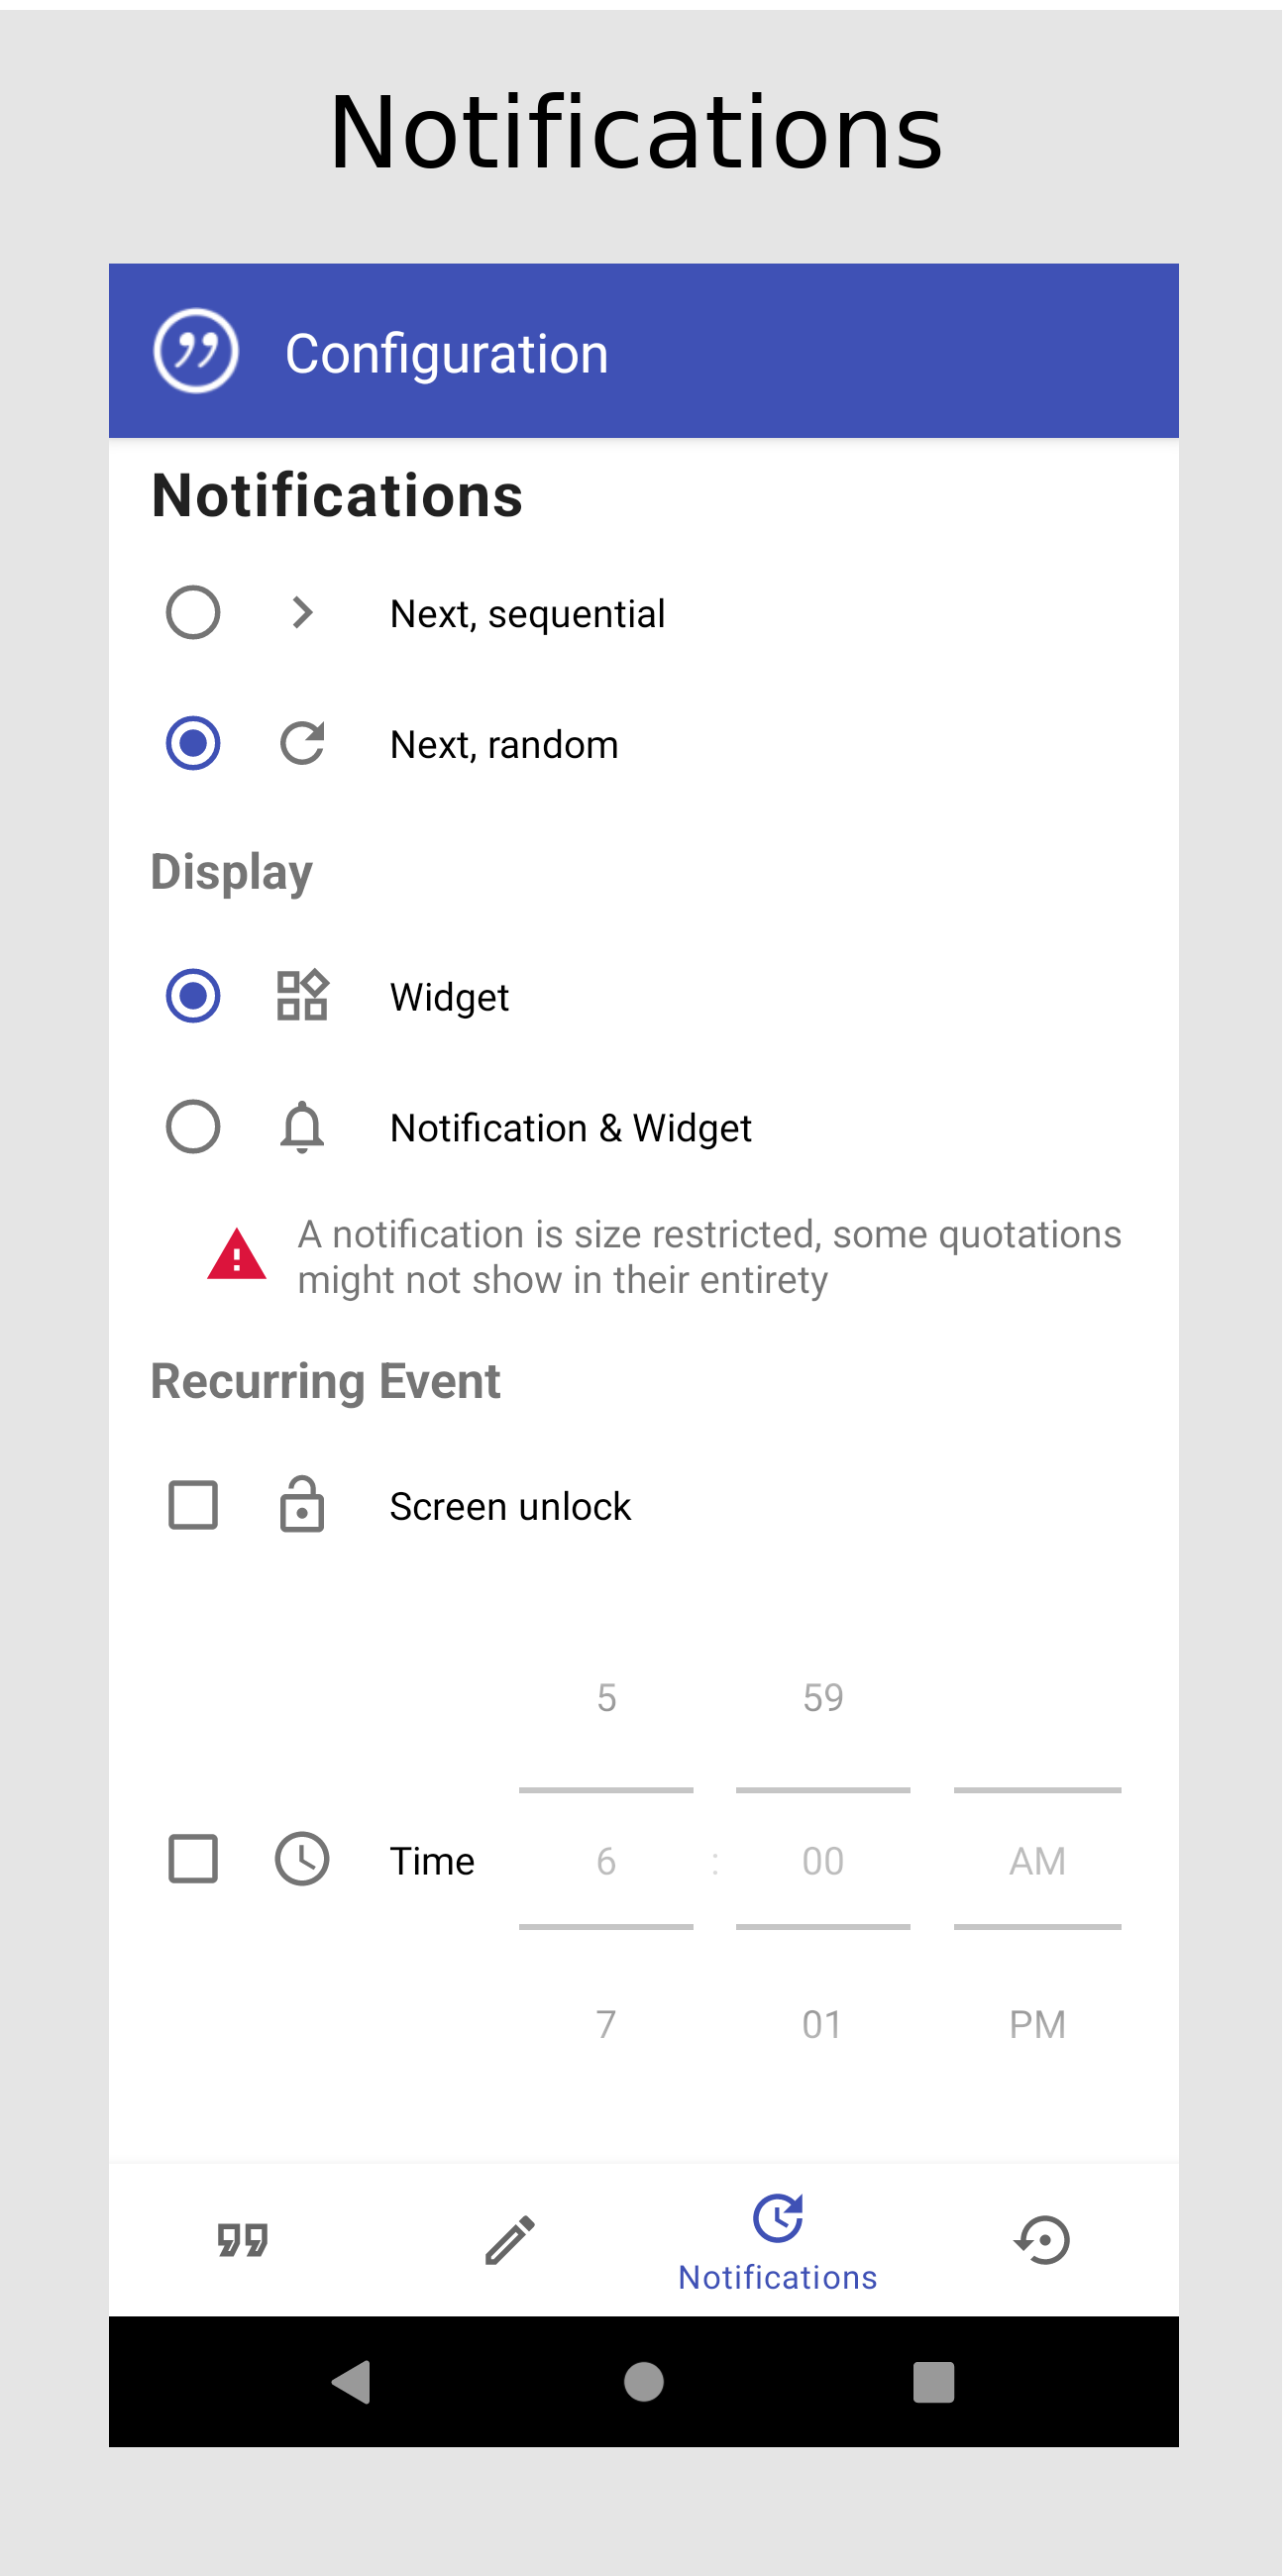 Notifications
Configuration
Notifications
Next, sequential
Next, random
Display
Widget
Notification & Widget
A notification is size restricted, some quotations
might not show in their entirety
Recurring Event
Screen unlock
5 59
Time 6 : 00 AM
7 01 PM
Notifications